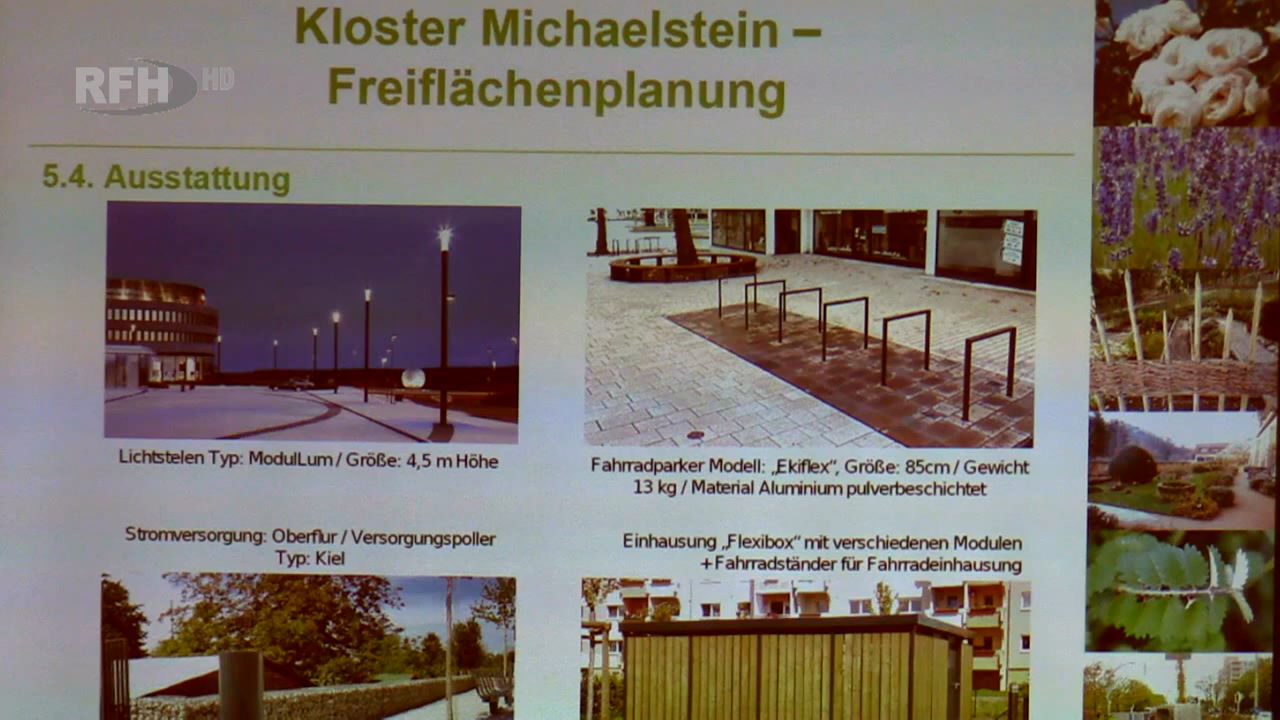 Kloster Michaelstein –
Freiflächenplanung
RFH HD
5.4. Ausstattung
Lichtstelen Typ: ModulLum / Größe: 4,5 m Höhe
Fahrradparker Modell: „Ekiflex“, Größe: 85cm / Gewicht
13 kg / Material Aluminium pulverbeschichtet
Stromversorgung: Oberflur / Versorgungspoller
Typ: Kiel
Einhausung „Flexibox“ mit verschiedenen Modulen
+Fahrradständer für Fahrradeinhausung